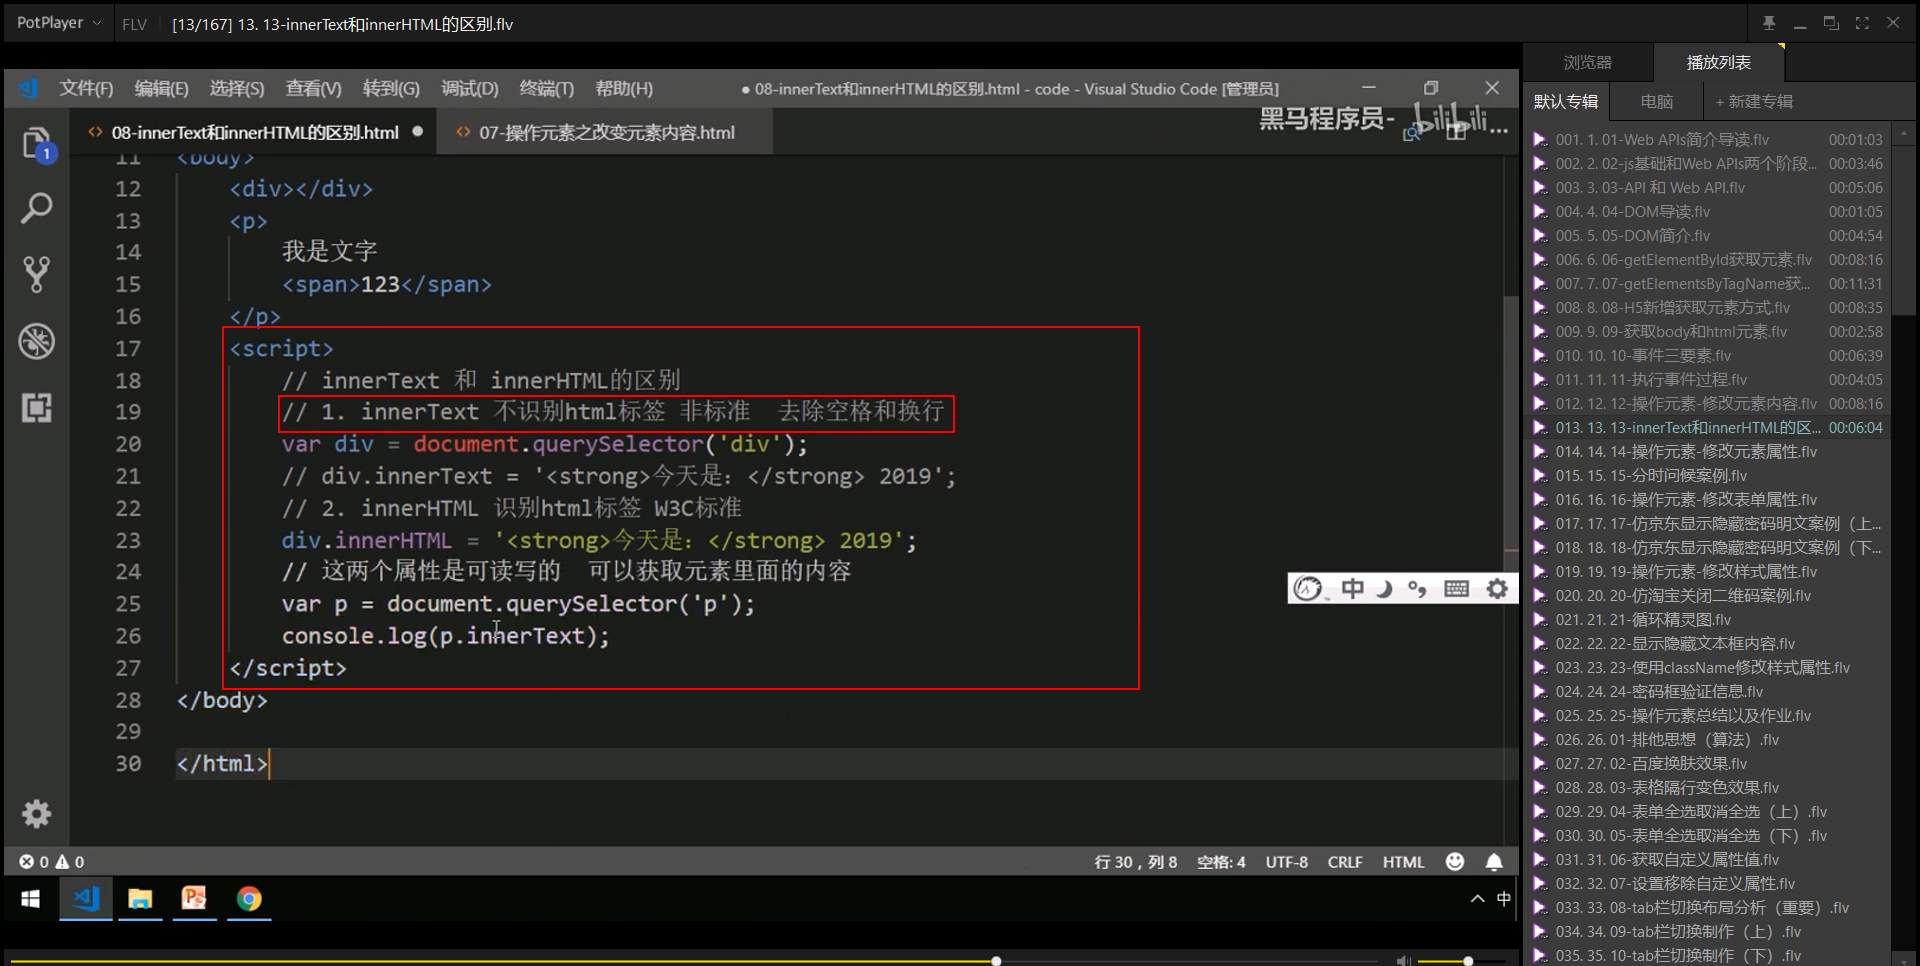 PotPlayer
FLV
[13/167] 13. 13-innerText和innerHTML的区别.flv
浏览器
播放列表
默认专辑
电脑
+ 新建专辑
文件(F) 编辑(E) 选择(S) 查看(V) 转到(G) 调试(D) 终端(T) 帮助(H)
● 08-innerText和innerHTML的区别.html - code - Visual Studio Code [管理员]
08-innerText和innerHTML的区别.html
07-操作元素之改变元素内容.html
黑马程序员- bilibili
1
11 <body>
12 <div></div>
13 <p>
14 我是文字
15 <span>123</span>
16 </p>
17 <script>
18 // innerText 和 innerHTML的区别
19 // 1. innerText 不识别html标签 非标准 去除空格和换行
20 var div = document.querySelector('div');
21 // div.innerText = '<strong>今天是: </strong> 2019';
22 // 2. innerHTML 识别html标签 W3C标准
23 div.innerHTML = '<strong>今天是: </strong> 2019';
24 // 这两个属性是可读写的 可以获取元素里面的内容
25 var p = document.querySelector('p');
26 console.log(p.innerText);
27 </script>
28 </body>
29
30 </html>
中
0 0
行 30，列 8 空格: 4 UTF-8 CRLF HTML
中
001. 1. 01-Web APIs简介导读.flv 00:01:03
002. 2. 02-js基础和Web APIs两个阶段... 00:03:46
003. 3. 03-API 和 Web API.flv 00:05:06
004. 4. 04-DOM导读.flv 00:01:05
005. 5. 05-DOM简介.flv 00:04:54
006. 6. 06-getElementById获取元素.flv 00:08:16
007. 7. 07-getElementsByTagName获... 00:11:31
008. 8. 08-H5新增获取元素方式.flv 00:08:35
009. 9. 09-获取body和html元素.flv 00:02:58
010. 10. 10-事件三要素.flv 00:06:39
011. 11. 11-执行事件过程.flv 00:04:05
012. 12. 12-操作元素-修改元素内容.flv 00:08:16
013. 13. 13-innerText和innerHTML的区... 00:06:04
014. 14. 14-操作元素-修改元素属性.flv
015. 15. 15-分时问候案例.flv
016. 16. 16-操作元素-修改表单属性.flv
017. 17. 17-仿京东显示隐藏密码明文案例（上...
018. 18. 18-仿京东显示隐藏密码明文案例（下...
019. 19. 19-操作元素-修改样式属性.flv
020. 20. 20-仿淘宝关闭二维码案例.flv
021. 21. 21-循环精灵图.flv
022. 22. 22-显示隐藏文本框内容.flv
023. 23. 23-使用className修改样式属性.flv
024. 24. 24-密码框验证信息.flv
025. 25. 25-操作元素总结以及作业.flv
026. 26. 01-排他思想（算法）.flv
027. 27. 02-百度换肤效果.flv
028. 28. 03-表格隔行变色效果.flv
029. 29. 04-表单全选取消全选（上）.flv
030. 30. 05-表单全选取消全选（下）.flv
031. 31. 06-获取自定义属性值.flv
032. 32. 07-设置移除自定义属性.flv
033. 33. 08-tab栏切换布局分析（重要）.flv
034. 34. 09-tab栏切换制作（上）.flv
035. 35. 10-tab栏切换制作（下）.flv